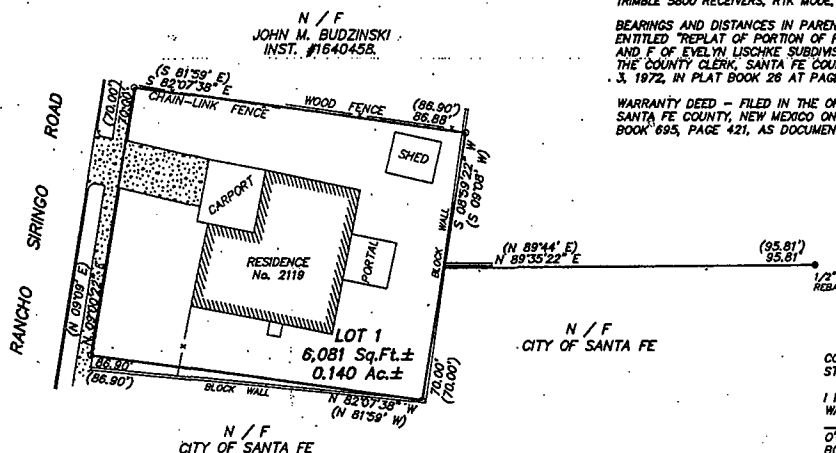 TRIMBLE 5800 RECEIVERS, RTK MODE,
BEARINGS AND DISTANCES IN PAREN
ENTITLED "REPLAT OF PORTION OF
AND F OF EVELYN LISCHKE SUBDIVIS
THE COUNTY CLERK, SANTA FE COU
3, 1972, IN PLAT BOOK 26 AT PAGE
WARRANTY DEED – FILED IN THE OF
SANTA FE COUNTY, NEW MEXICO ON
BOOK 695, PAGE 421, AS DOCUMEN
N / F
JOHN M. BUDZINSKI
INST. #1640458.
(S 81'59' E)
S 82'07'38" E
CHAIN-LINK FENCE
WOOD FENCE
(86.90')
86.88'
(70.00')
70.00'
RANCHO SIRINGO ROAD
(N 09'09' E)
N 09'00'22" E
SHED
CARPORT
RESIDENCE
No. 2119
PORTAL
BLOCK WALL
S 08'59'22" W
(S 09'08' W)
(N 89'44' E)
N 89'35'22" E
(95.81')
95.81'
1/2"
REBA
LOT 1
6,081 Sq.Ft.±
0.140 Ac.±
N / F
CITY OF SANTA FE
86.90'
(86.90')
BLOCK WALL
N 82'07'38" W
(N 81'59' W)
70.00'
(70.00')
N / F
CITY OF SANTA FE
CO
ST
I
WA
O'
BO